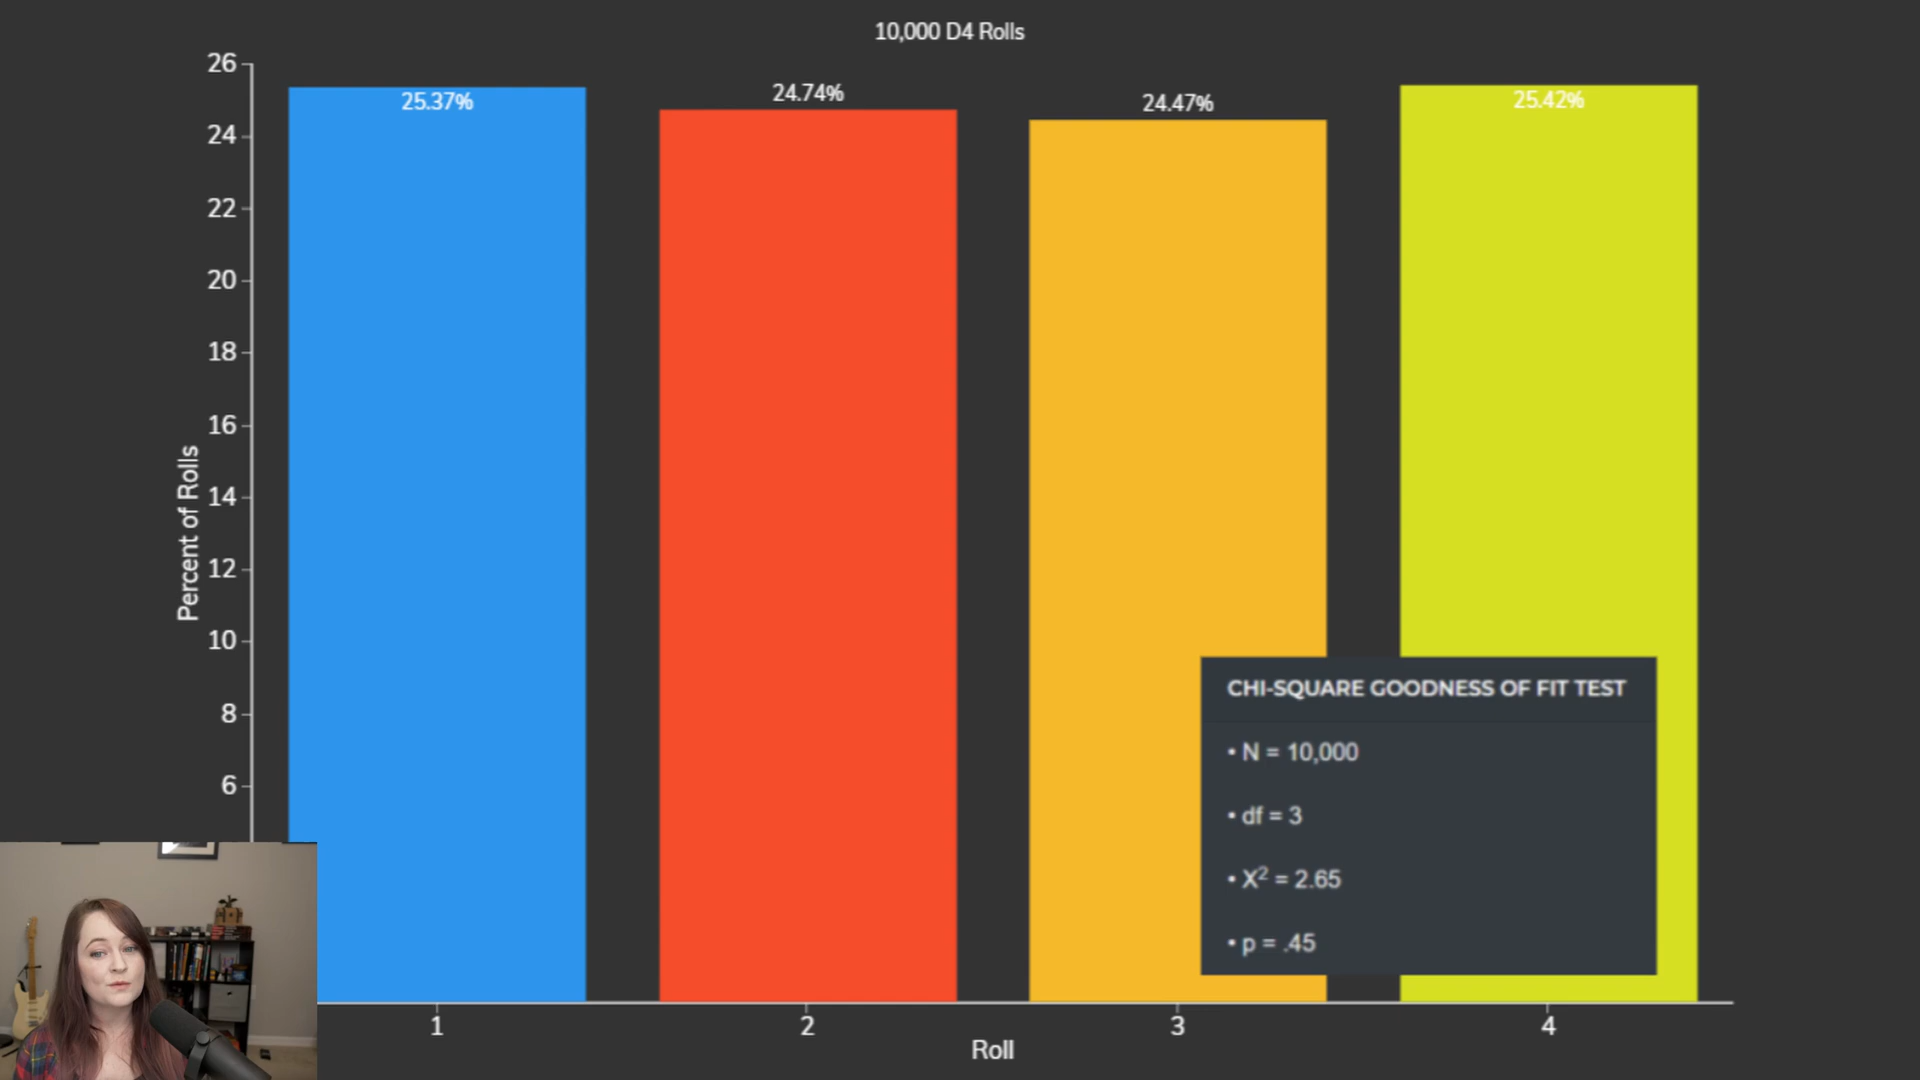 10,000 D4 Rolls
26
24
22
20
18
16
14
12
10
8
6
Percent of Rolls
25.37%
24.74%
24.47%
25.42%
CHI-SQUARE GOODNESS OF FIT TEST
• N = 10,000
• df = 3
• X² = 2.65
• p = .45
1
2
3
4
Roll